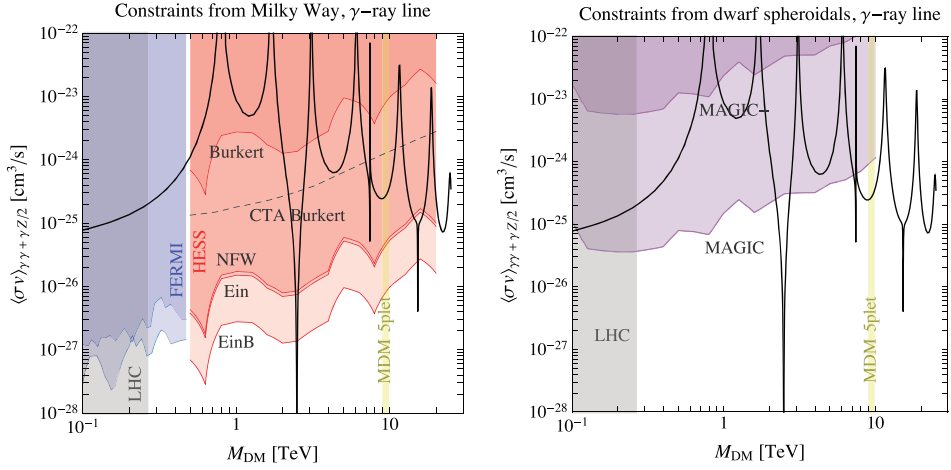 Constraints from Milky Way, γ−ray line
10⁻²²
10⁻²³
10⁻²⁴
10⁻²⁵
10⁻²⁶
10⁻²⁷
10⁻²⁸
⟨σv⟩γγ+γZ/2 [cm³/s]
Burkert
CTA Burkert
NFW
Ein
EinB
FERMI
HESS
LHC
MDM 5plet
10⁻¹
1
10
M_DM [TeV]
Constraints from dwarf spheroidals, γ−ray line
10⁻²²
10⁻²³
10⁻²⁴
10⁻²⁵
10⁻²⁶
10⁻²⁷
10⁻²⁸
⟨σv⟩γγ+γZ/2 [cm³/s]
MAGIC−
MAGIC
LHC
MDM 5plet
10⁻¹
1
10
M_DM [TeV]